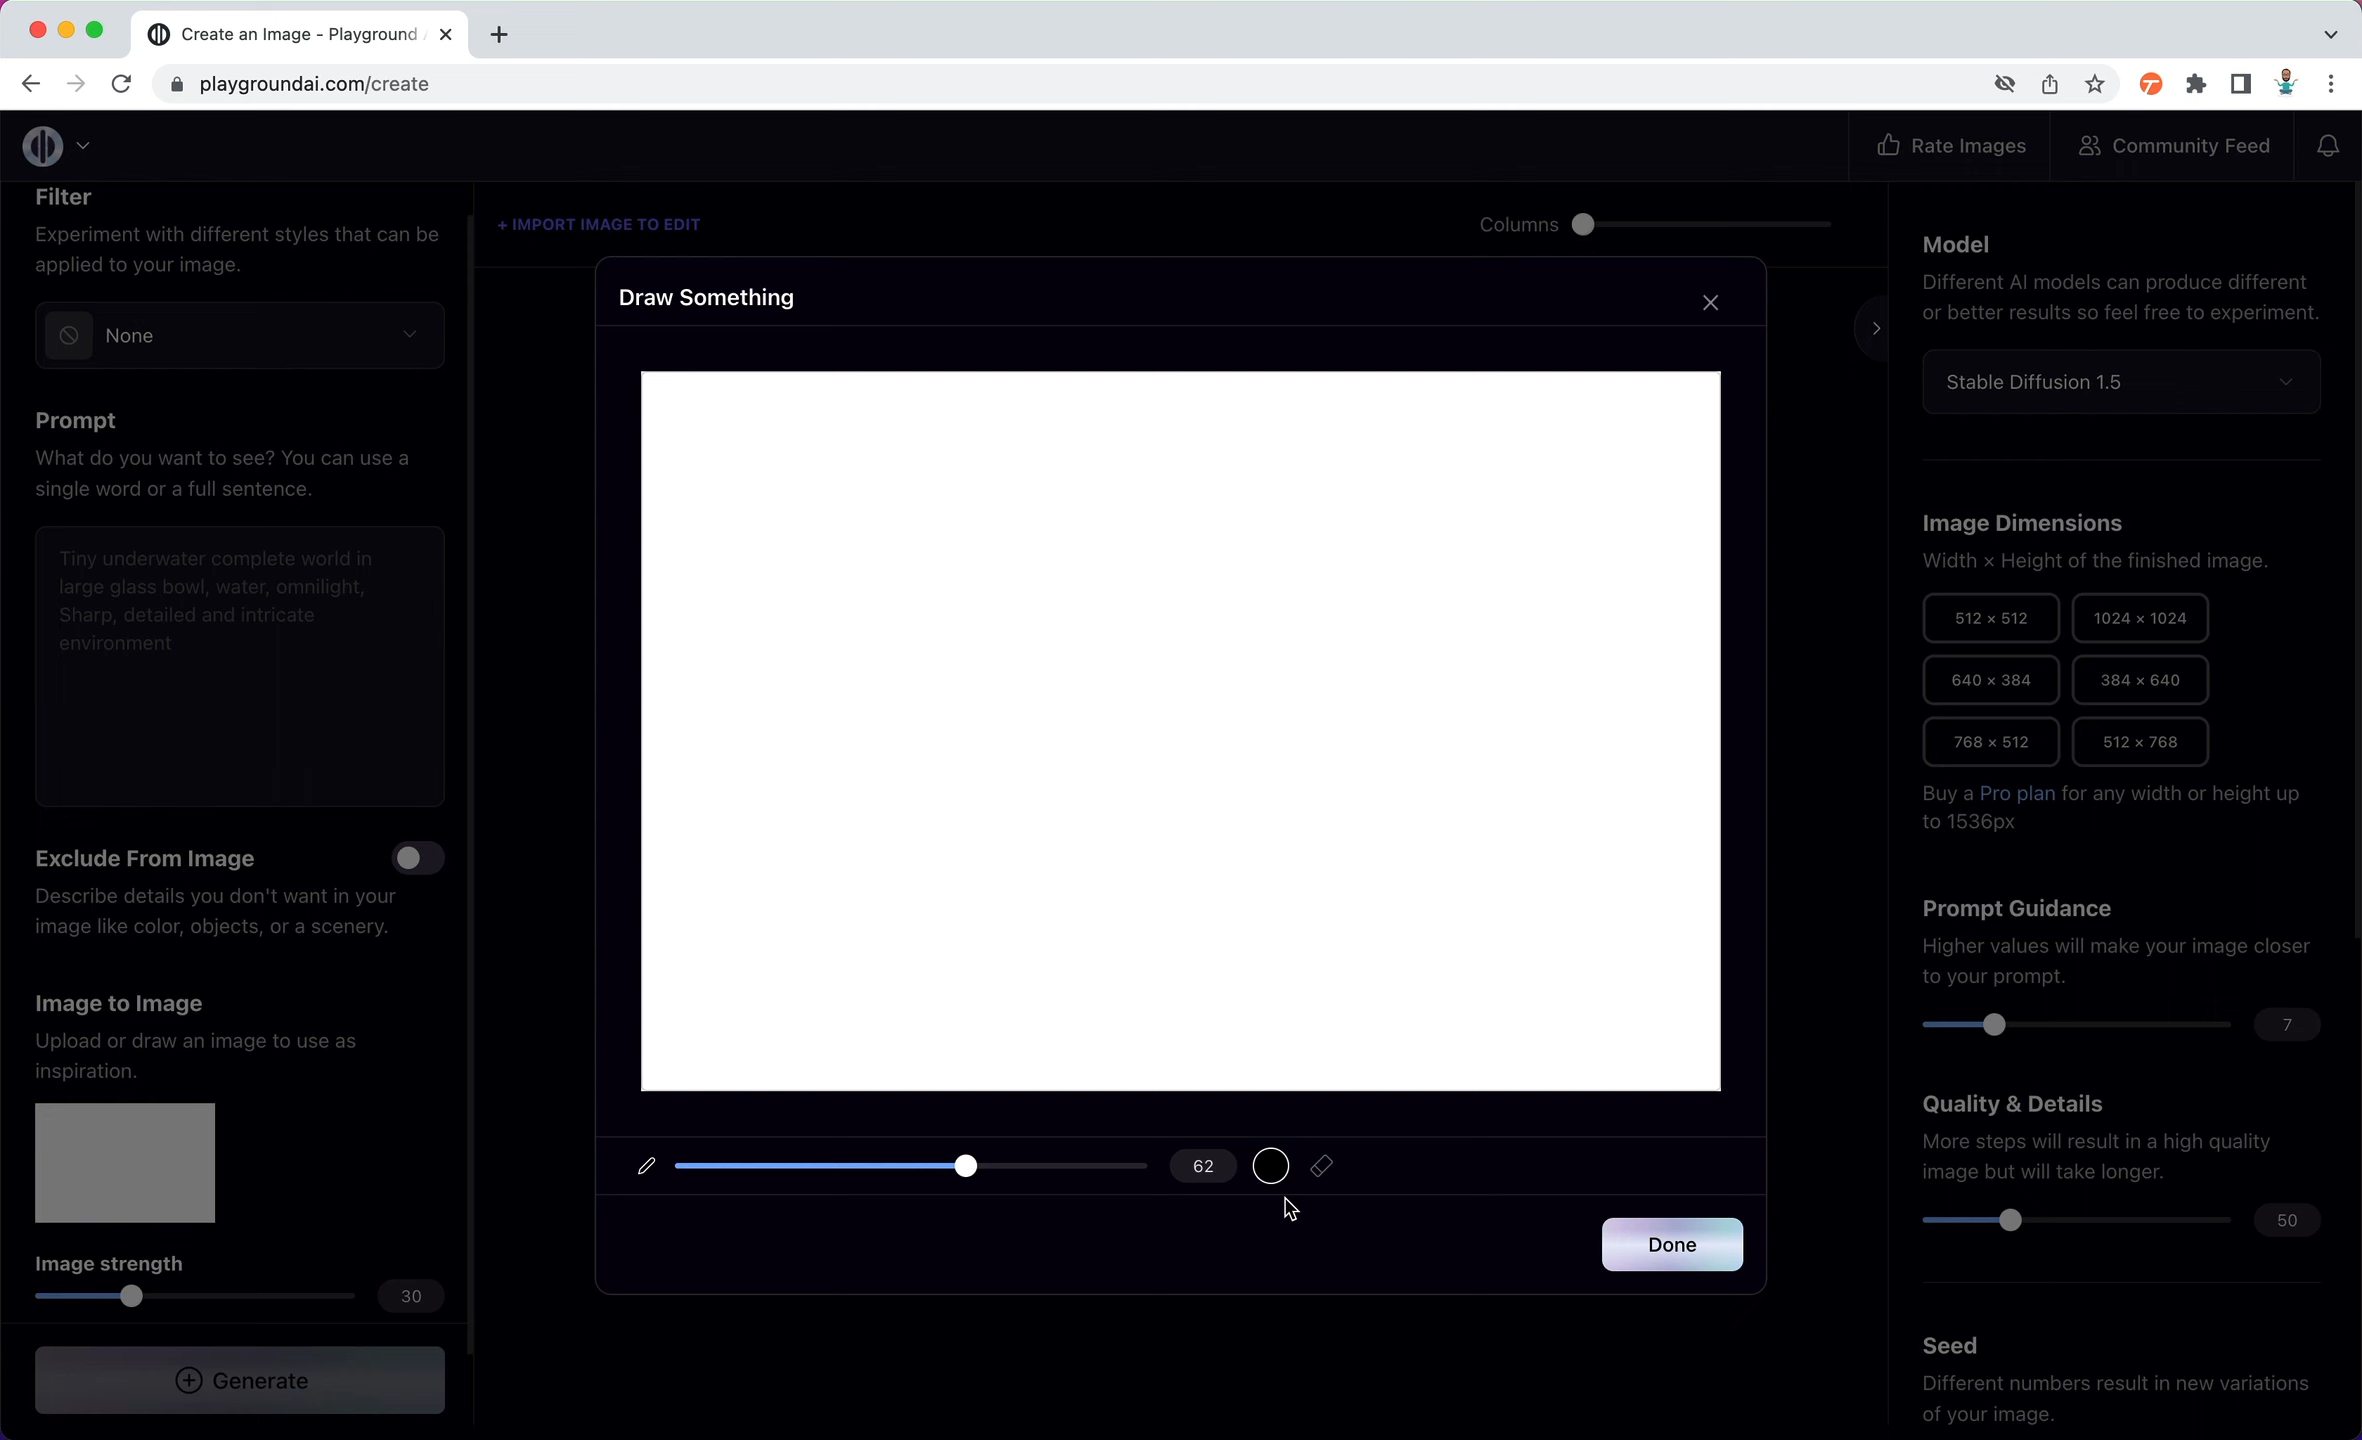 Create an Image - Playground
playgroundai.com/create
Rate Images
Community Feed
Filter
Experiment with different styles that can be
applied to your image.
None
Prompt
What do you want to see? You can use a
single word or a full sentence.
Tiny underwater complete world in
large glass bowl, water, omnilight,
Sharp, detailed and intricate
environment
Exclude From Image
Describe details you don't want in your
image like color, objects, or a scenery.
Image to Image
Upload or draw an image to use as
inspiration.
Image strength
30
Generate
+ IMPORT IMAGE TO EDIT
Columns
Draw Something
62
Done
Model
Different AI models can produce different
or better results so feel free to experiment.
Stable Diffusion 1.5
Image Dimensions
Width × Height of the finished image.
512 × 512
1024 × 1024
640 × 384
384 × 640
768 × 512
512 × 768
Buy a Pro plan for any width or height up
to 1536px
Prompt Guidance
Higher values will make your image closer
to your prompt.
7
Quality & Details
More steps will result in a high quality
image but will take longer.
50
Seed
Different numbers result in new variations
of your image.